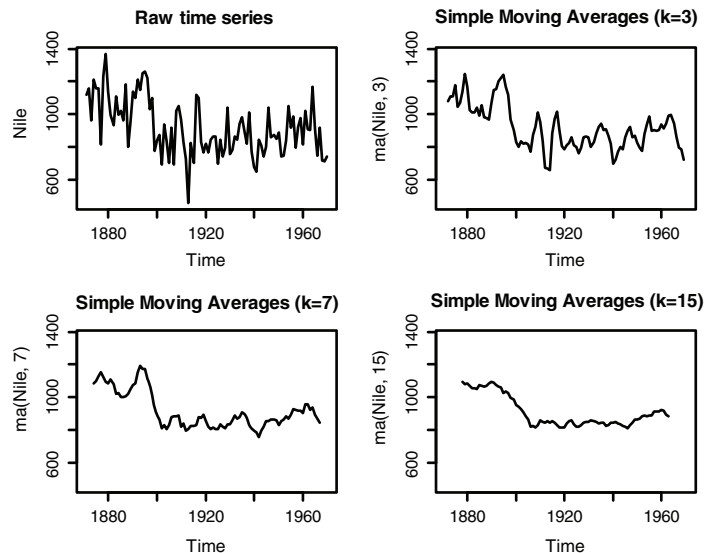 Raw time series
Nile
1400
1000
600
1880
1920
1960
Time
Simple Moving Averages (k=3)
ma(Nile, 3)
1400
1000
600
1880
1920
1960
Time
Simple Moving Averages (k=7)
ma(Nile, 7)
1400
1000
600
1880
1920
1960
Time
Simple Moving Averages (k=15)
ma(Nile, 15)
1400
1000
600
1880
1920
1960
Time